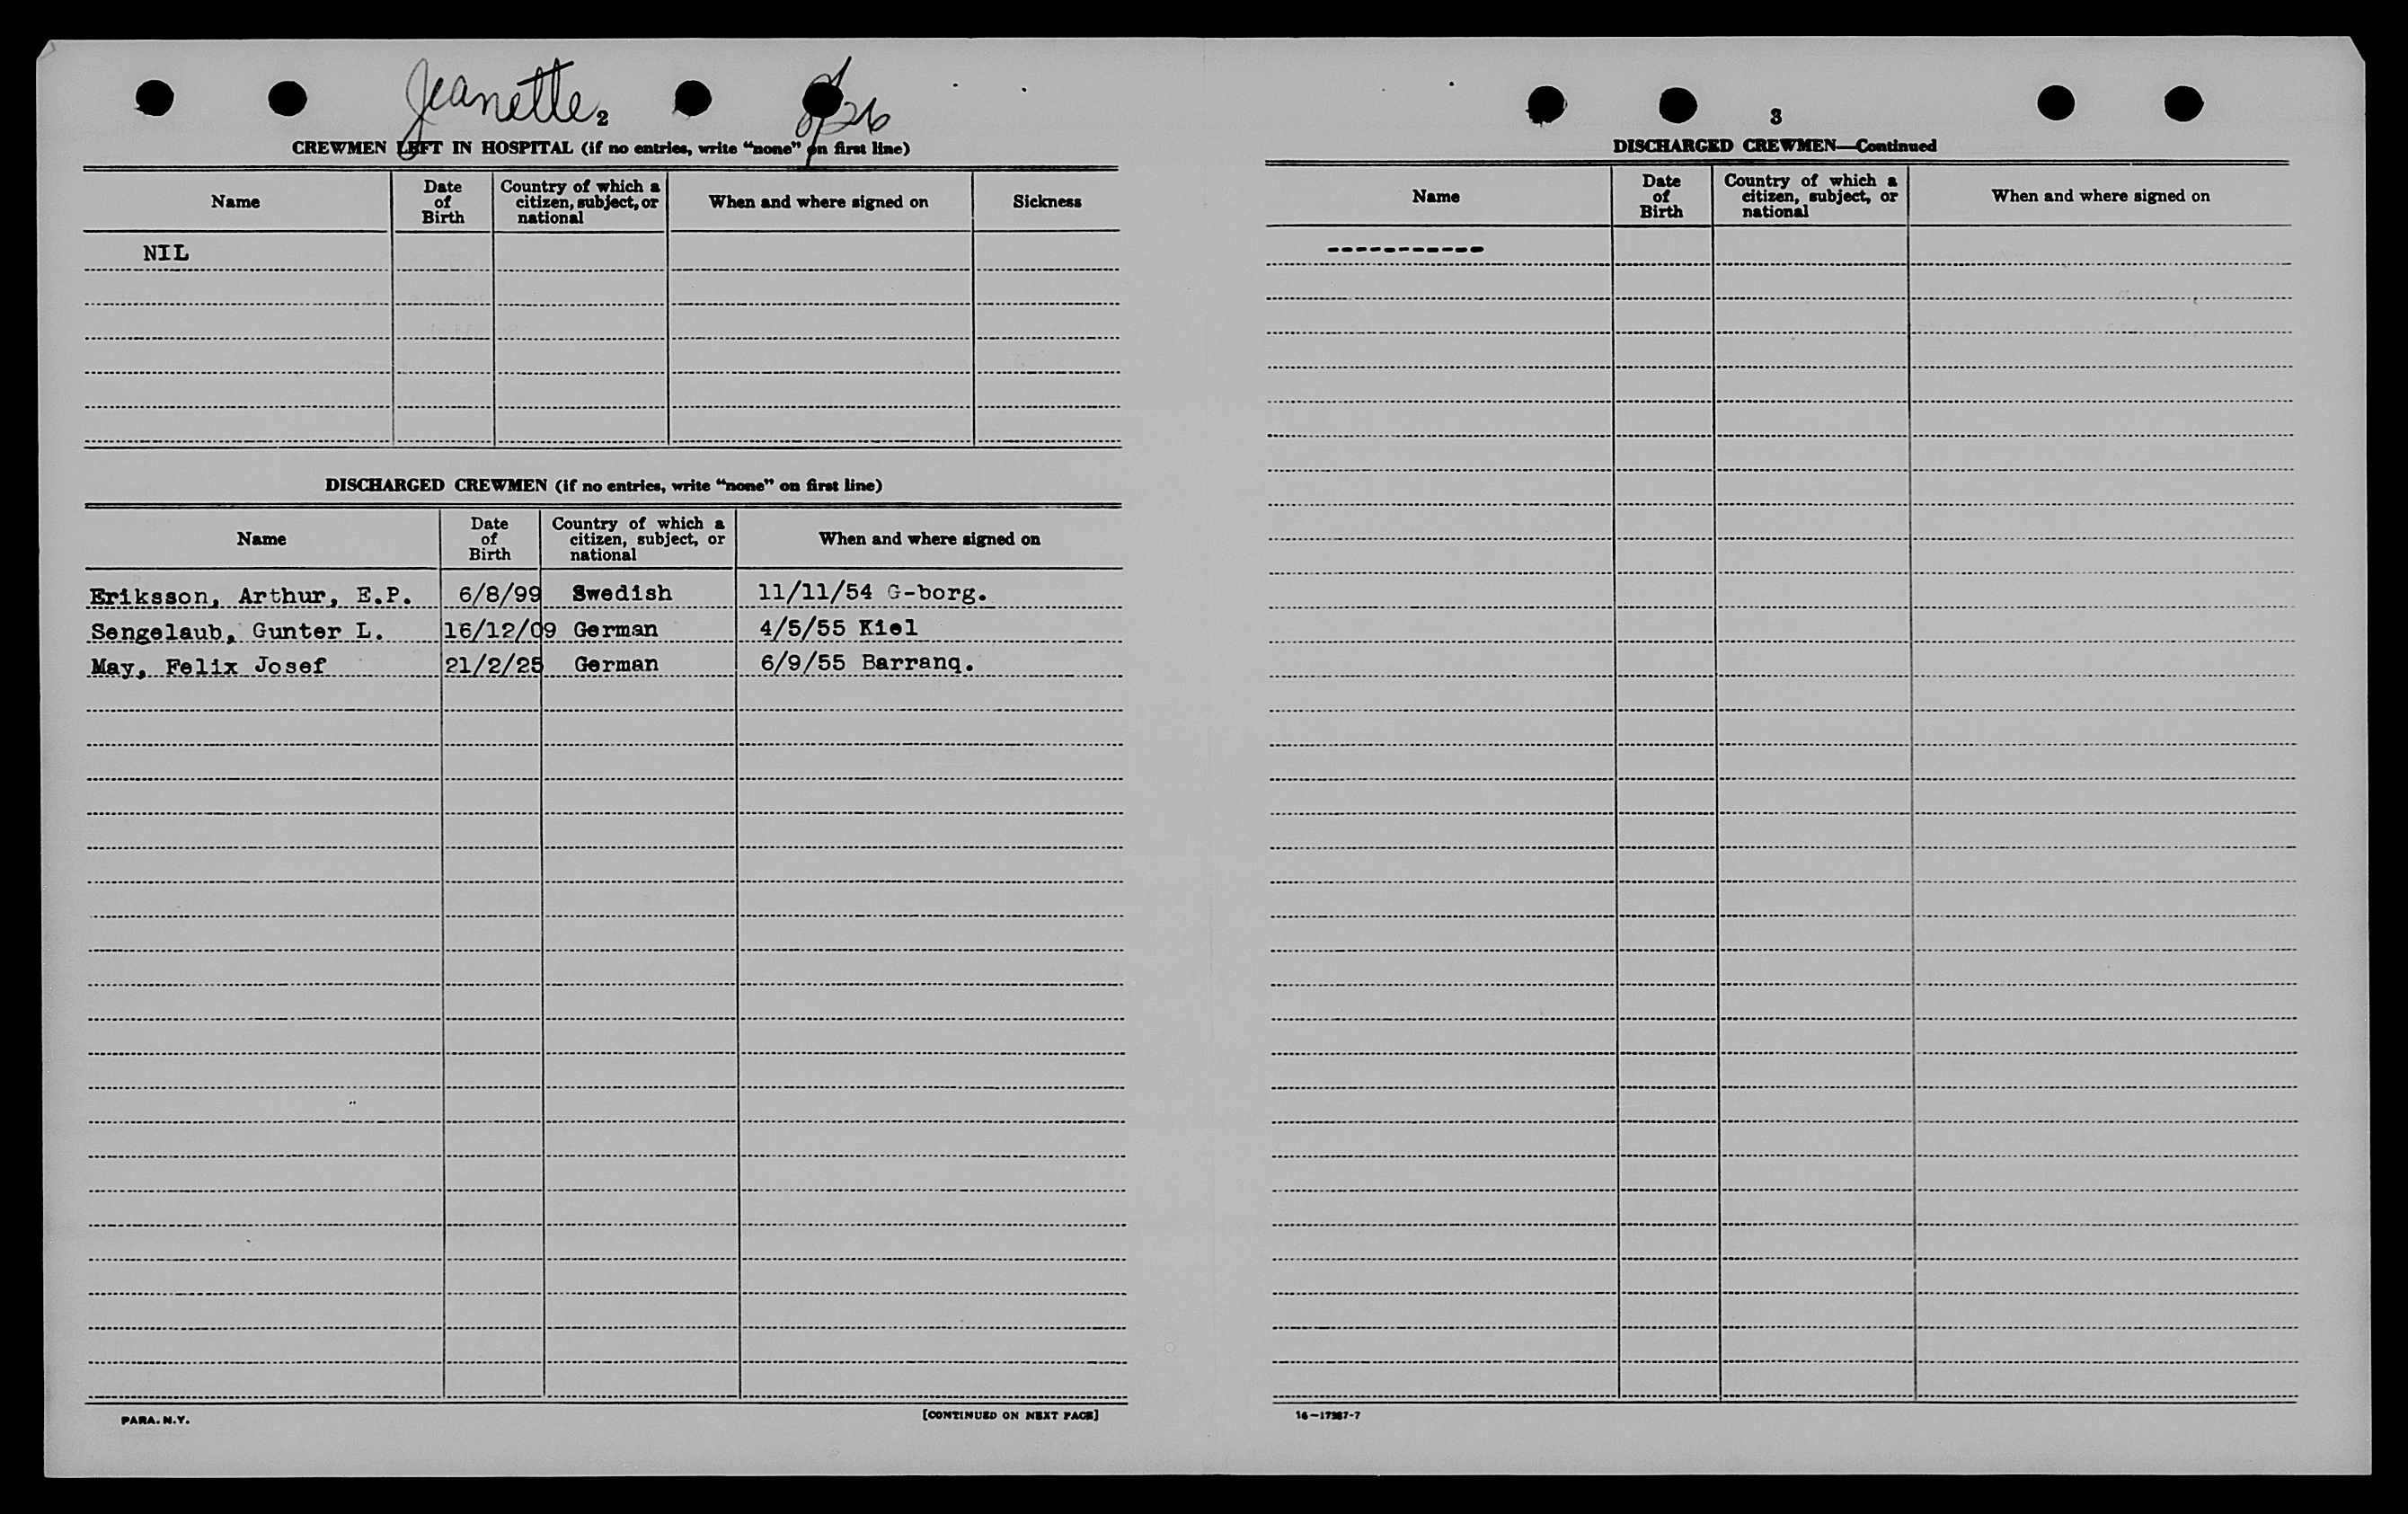 Jeanette
2
CREWMEN LEFT IN HOSPITAL (if no entries, write “none” on first line)
Name | Date of Birth | Country of which a citizen, subject, or national | When and where signed on | Sickness
NIL
DISCHARGED CREWMEN (if no entries, write “none” on first line)
Name | Date of Birth | Country of which a citizen, subject, or national | When and where signed on
Eriksson, Arthur, E.P. 6/8/99 Swedish 11/11/54 G-borg.
Sengelaub, Gunter L. 16/12/09 German 4/5/55 Kiel
May, Felix Josef 21/2/25 German 6/9/55 Barranq.
PARA. N.Y.
[CONTINUED ON NEXT PAGE]
3
DISCHARGED CREWMEN—Continued
Name | Date of Birth | Country of which a citizen, subject, or national | When and where signed on
-----------
16—17987-7